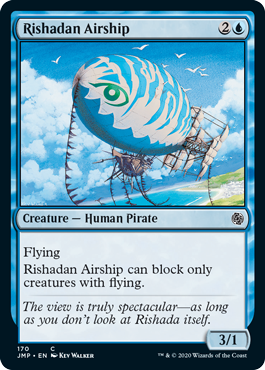 Rishadan Airship 2
Creature — Human Pirate
Flying
Rishadan Airship can block only
creatures with flying.
The view is truly spectacular—as long
as you don't look at Rishada itself.
3/1
170 C
JMP • EN Key Walker
™ & © 2020 Wizards of the Coast